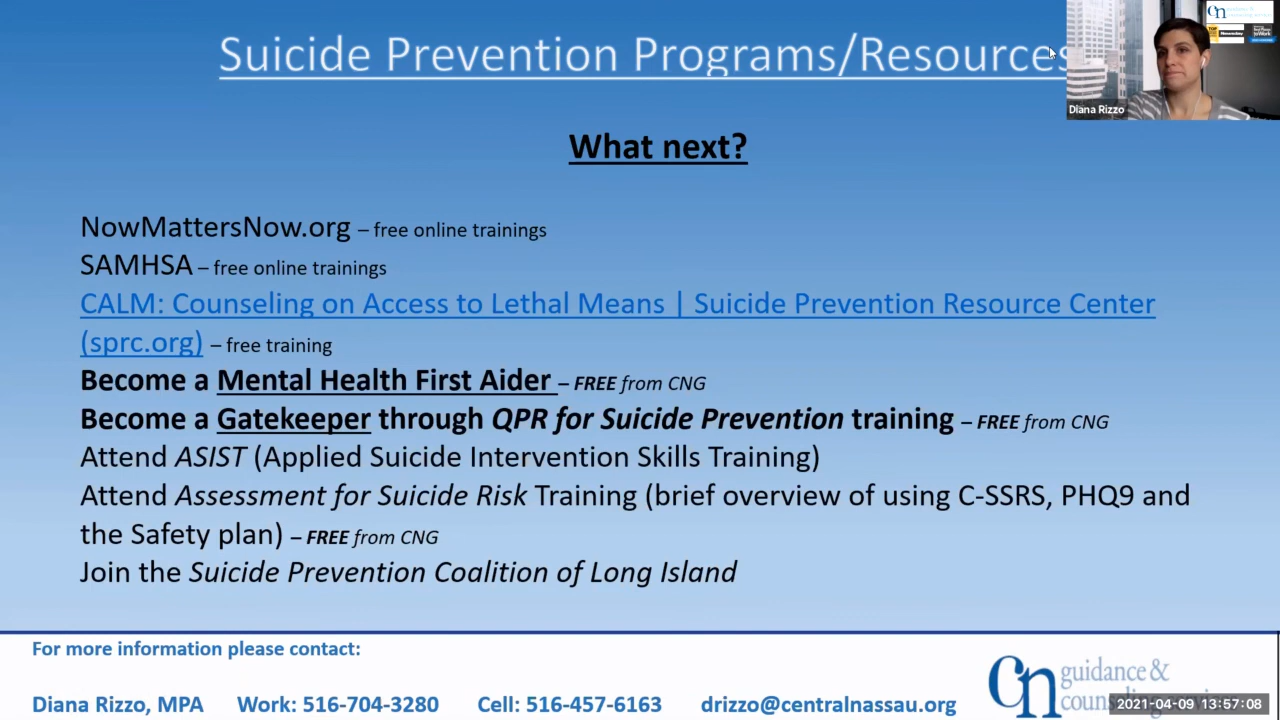 Suicide Prevention Programs/Resources
Diana Rizzo
What next?
NowMattersNow.org – free online trainings
SAMHSA – free online trainings
CALM: Counseling on Access to Lethal Means | Suicide Prevention Resource Center
(sprc.org) – free training
Become a Mental Health First Aider – FREE from CNG
Become a Gatekeeper through QPR for Suicide Prevention training – FREE from CNG
Attend ASIST (Applied Suicide Intervention Skills Training)
Attend Assessment for Suicide Risk Training (brief overview of using C-SSRS, PHQ9 and
the Safety plan) – FREE from CNG
Join the Suicide Prevention Coalition of Long Island
For more information please contact:
Diana Rizzo, MPA Work: 516-704-3280 Cell: 516-457-6163 drizzo@centralnassau.org
cn guidance &
counseling services
2021-04-09 13:57:08